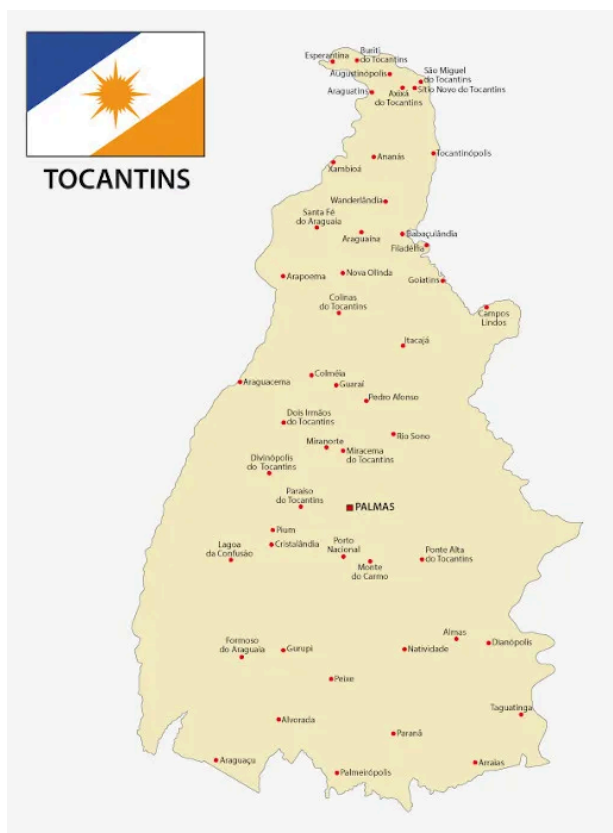 TOCANTINS
Esperantina
Buriti
do Tocantins
Augustinópolis
São Miguel
do Tocantins
Araguatins
Axixá
do Tocantins
Sítio Novo do Tocantins
Ananás
Tocantinópolis
Xambioá
Wanderlândia
Santa Fé
do Araguaia
Araguaína
Babaçulândia
Filadélfia
Arapoema
Nova Olinda
Goiatins
Colinas
do Tocantins
Campos
Lindos
Itacajá
Colméia
Araguacema
Guaraí
Pedro Afonso
Dois Irmãos
do Tocantins
Rio Sono
Miranorte
Miracema
do Tocantins
Divinópolis
do Tocantins
Paraíso
do Tocantins
PALMAS
Pium
Cristalândia
Lagoa
da Confusão
Porto
Nacional
Monte
do Carmo
Ponte Alta
do Tocantins
Almas
Dianópolis
Formoso
do Araguaia
Gurupi
Natividade
Peixe
Taguatinga
Alvorada
Paranã
Araguaçu
Palmeirópolis
Arraias